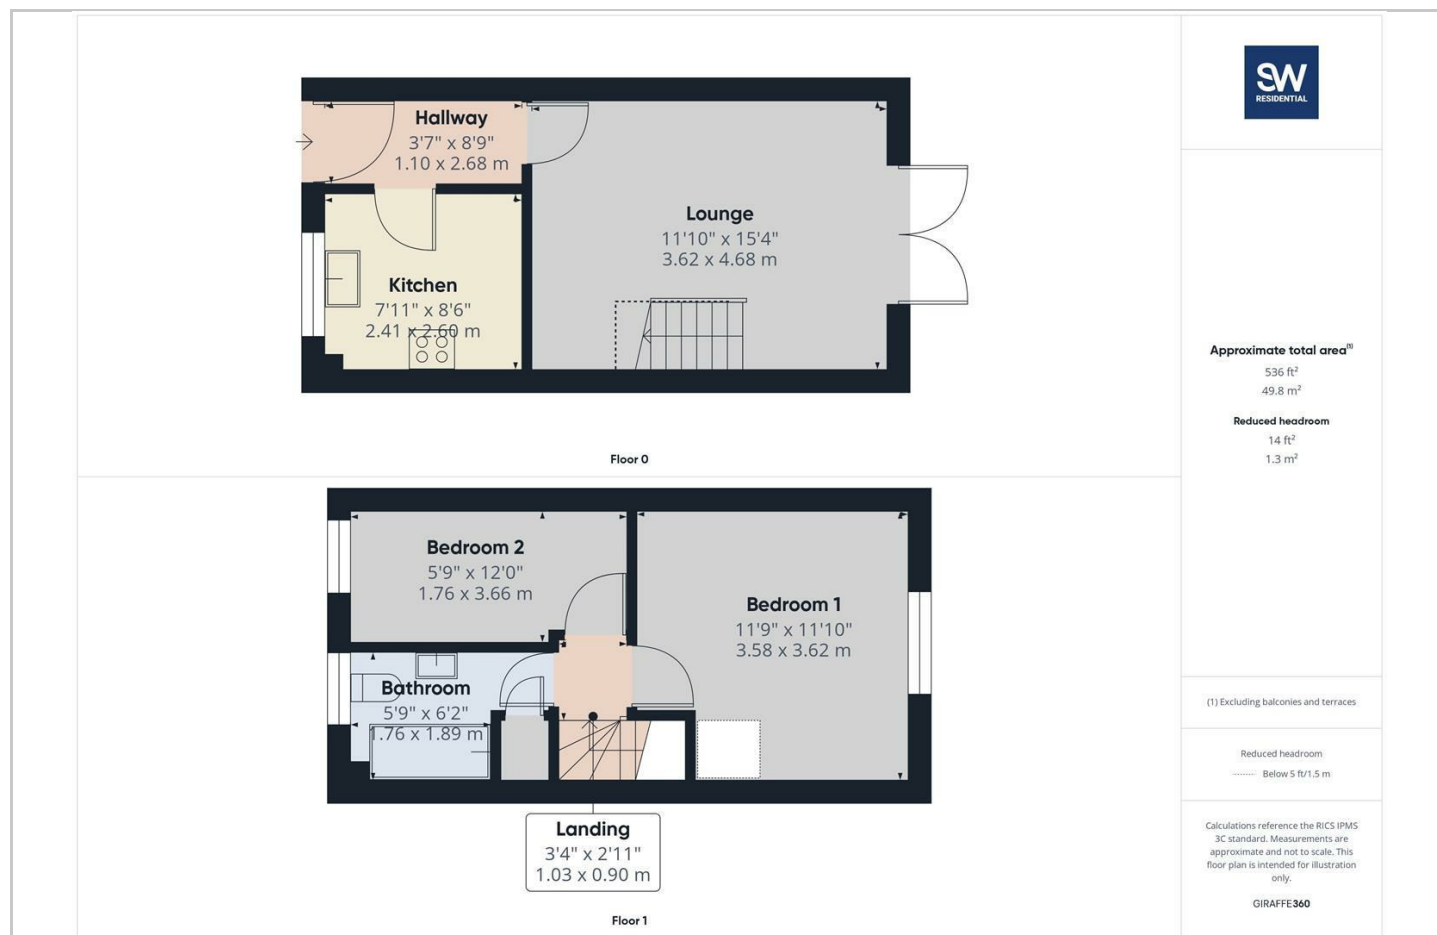 Hallway
3'7" x 8'9"
1.10 x 2.68 m
Lounge
11'10" x 15'4"
3.62 x 4.68 m
Kitchen
7'11" x 8'6"
2.41 x 2.60 m
Floor 0
Bedroom 2
5'9" x 12'0"
1.76 x 3.66 m
Bedroom 1
11'9" x 11'10"
3.58 x 3.62 m
Bathroom
5'9" x 6'2"
1.76 x 1.89 m
Landing
3'4" x 2'11"
1.03 x 0.90 m
Floor 1
SW
RESIDENTIAL
Approximate total area⁽¹⁾
536 ft²
49.8 m²
Reduced headroom
14 ft²
1.3 m²
(1) Excluding balconies and terraces
Reduced headroom
Below 5 ft/1.5 m
Calculations reference the RICS IPMS
3C standard. Measurements are
approximate and not to scale. This
floor plan is intended for illustration
only.
GIRAFFE360